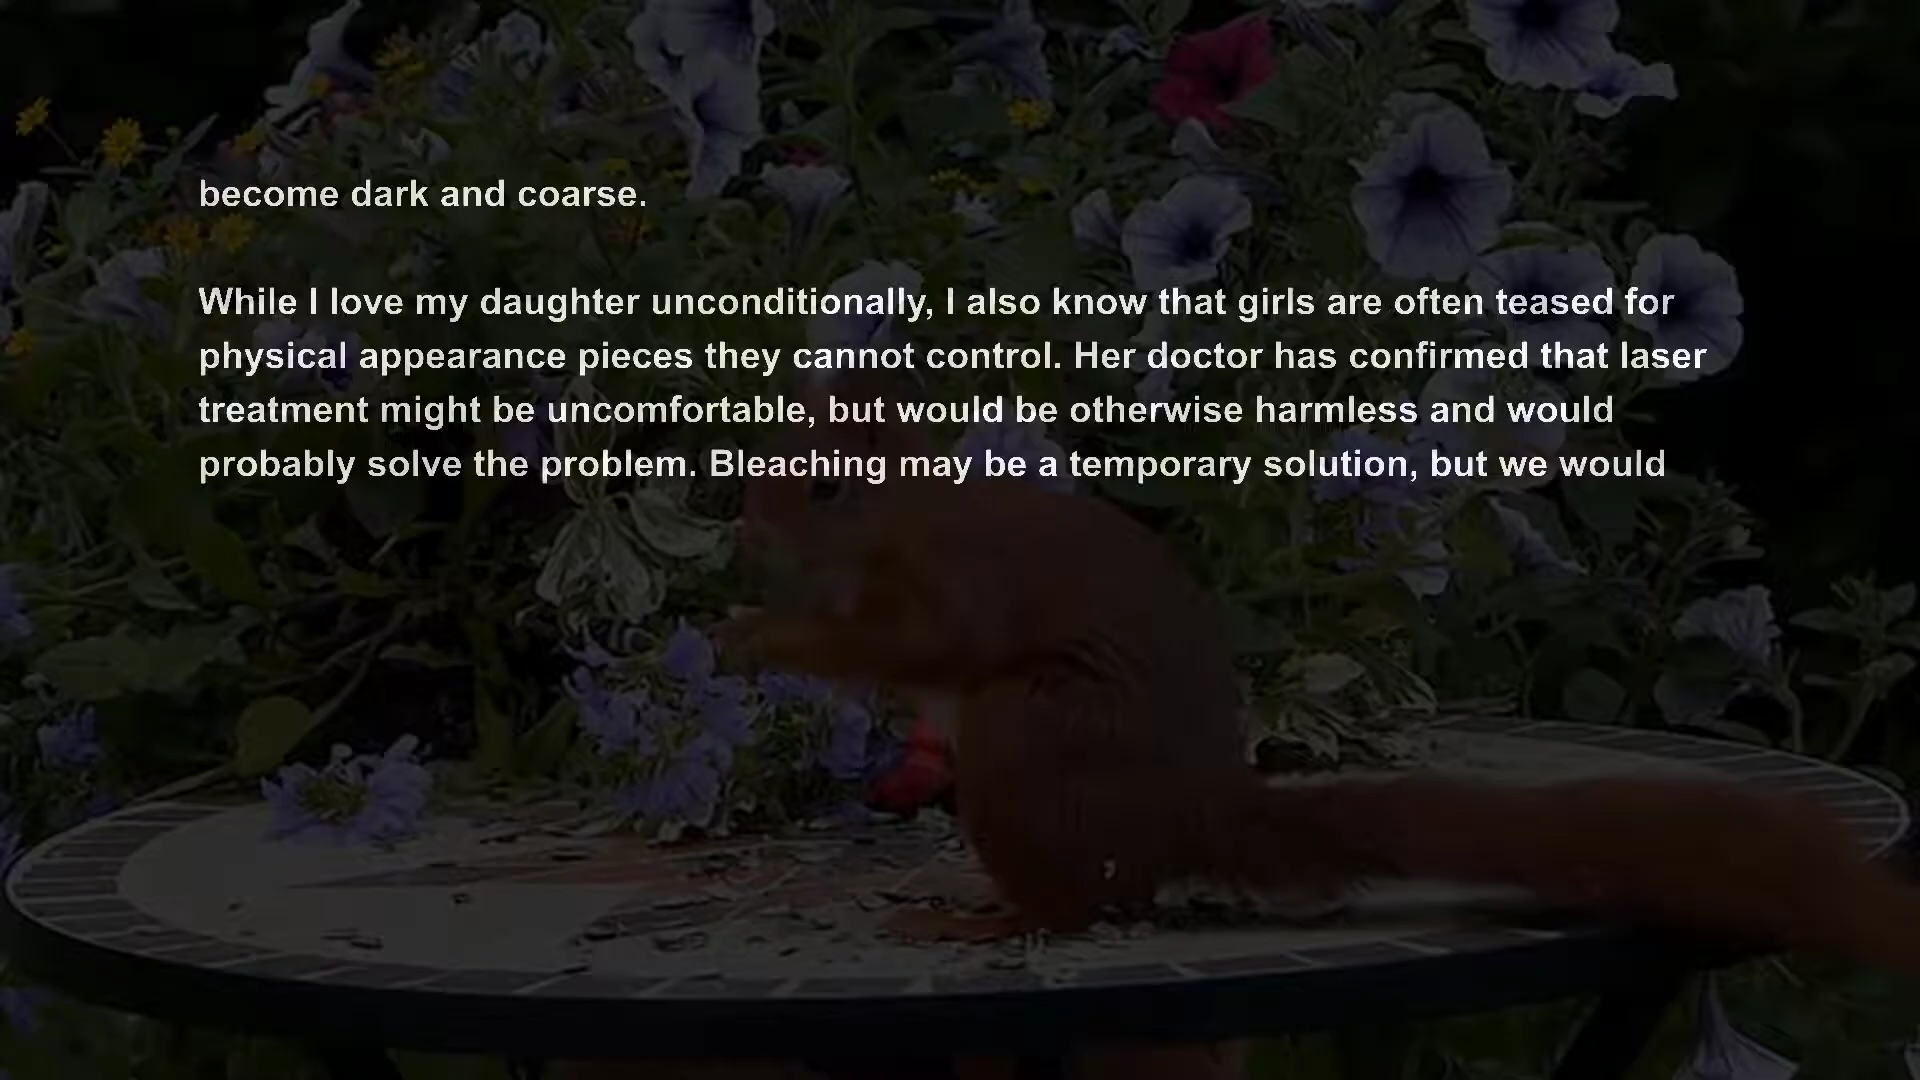 become dark and coarse.
While I love my daughter unconditionally, I also know that girls are often teased for
physical appearance pieces they cannot control. Her doctor has confirmed that laser
treatment might be uncomfortable, but would be otherwise harmless and would
probably solve the problem. Bleaching may be a temporary solution, but we would